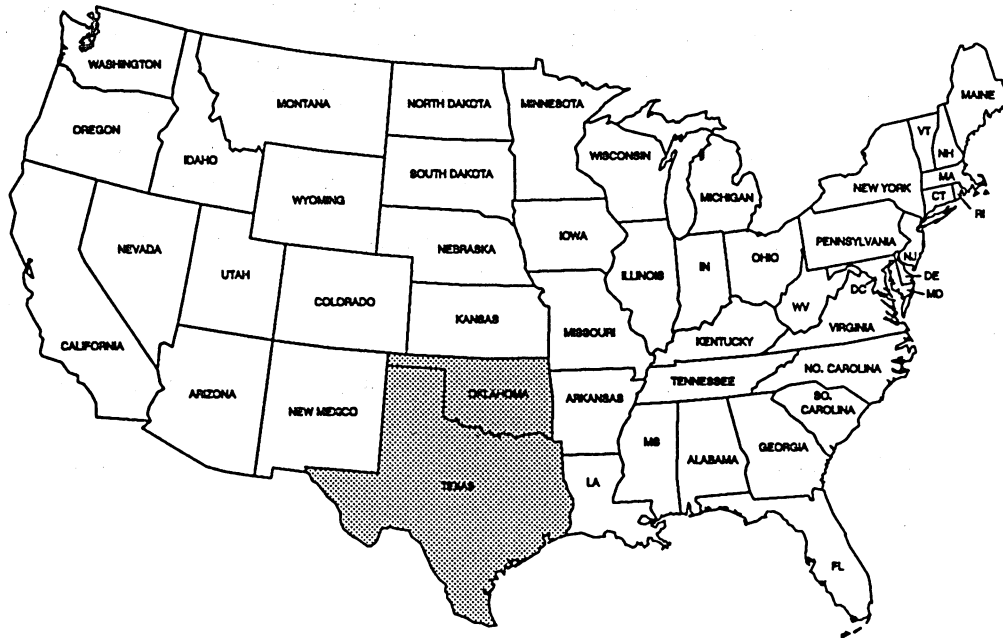 WASHINGTON
MONTANA
NORTH DAKOTA
MINNESOTA
MAINE
OREGON
IDAHO
WISCONSIN
VT
NH
SOUTH DAKOTA
MICHIGAN
NEW YORK
MA
CT
RI
WYOMING
NEVADA
NEBRASKA
IOWA
PENNSYLVANIA
UTAH
ILLINOIS
IN
OHIO
NJ
COLORADO
DE
DC
MD
KANSAS
WV
CALIFORNIA
MISSOURI
VIRGINIA
KENTUCKY
NO. CAROLINA
ARIZONA
OKLAHOMA
TENNESSEE
NEW MEXICO
ARKANSAS
SO.
CAROLINA
MS
GEORGIA
ALABAMA
TEXAS
LA
FL